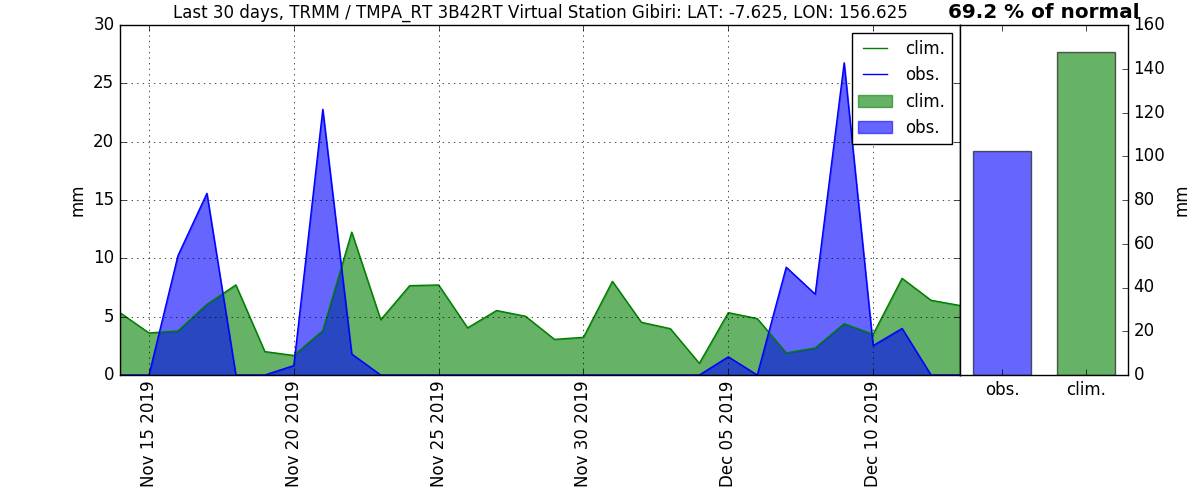 Last 30 days, TRMM / TMPA_RT 3B42RT Virtual Station Gibiri: LAT: -7.625, LON: 156.625
69.2 % of normal
30
25
20
15
10
5
0
mm
clim.
obs.
clim.
obs.
160
140
120
100
80
60
40
20
0
mm
Nov 15 2019
Nov 20 2019
Nov 25 2019
Nov 30 2019
Dec 05 2019
Dec 10 2019
obs.
clim.